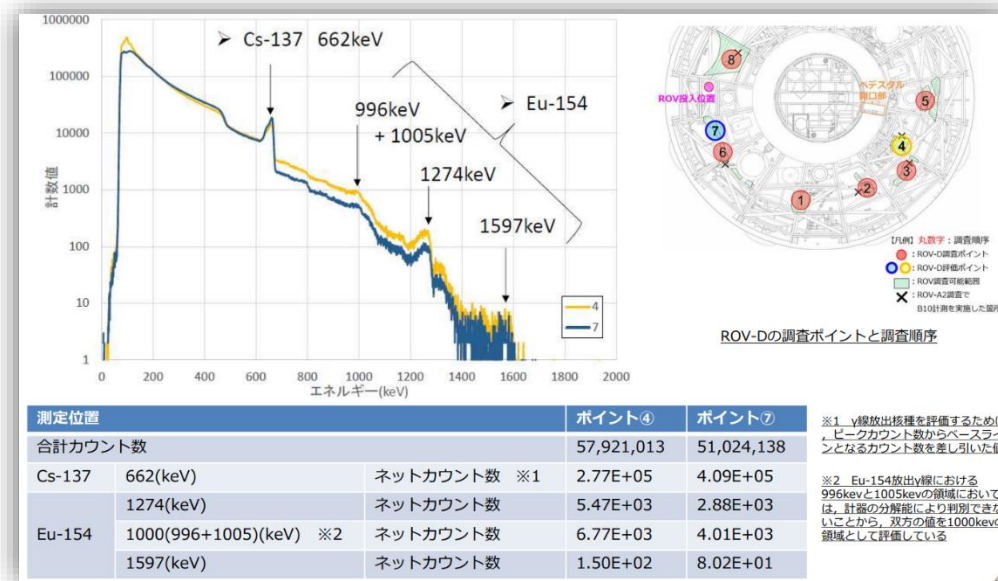 1000000
100000
10000
1000
100
10
1
計数値
0 200 400 600 800 1000 1200 1400 1600 1800 2000
エネルギー(keV)
➤ Cs-137 662keV
996keV
+ 1005keV
➤ Eu-154
1274keV
1597keV
4
7
8
ROV投入位置
ペデスタル
開口部
5
7
6
4
3
2
1
【凡例】丸数字：調査順序
：ROV-D調査ポイント
：ROV-D評価ポイント
：ROV調査可能範囲
：ROV-A2調査で
B10計測を実施した箇所
ROV-Dの調査ポイントと調査順序
測定位置 ポイント④ ポイント⑦
合計カウント数 57,921,013 51,024,138
Cs-137 662(keV) ネットカウント数 ※1 2.77E+05 4.09E+05
Eu-154 1274(keV) ネットカウント数 5.47E+03 2.88E+03
1000(996+1005)(keV) ※2 ネットカウント数 6.77E+03 4.01E+03
1597(keV) ネットカウント数 1.50E+02 8.02E+01
※1 γ線放出核種を評価するために
，ピークカウント数からベースライ
ンとなるカウント数を差し引いた値
※2 Eu-154放出γ線における
996kevと1005kevの領域において
は，計器の分解能により判別できな
いことから，双方の値を1000kevの
領域として評価している